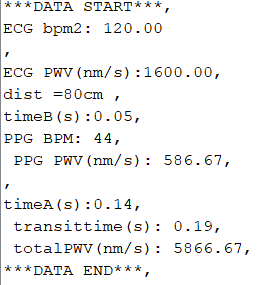 ***DATA START***,
ECG bpm2: 120.00
,
ECG PWV(nm/s):1600.00,
dist =80cm ,
timeB(s):0.05,
PPG BPM: 44,
PPG PWV(nm/s): 586.67,
,
timeA(s):0.14,
transittime(s): 0.19,
totalPWV(nm/s): 5866.67,
***DATA END***,